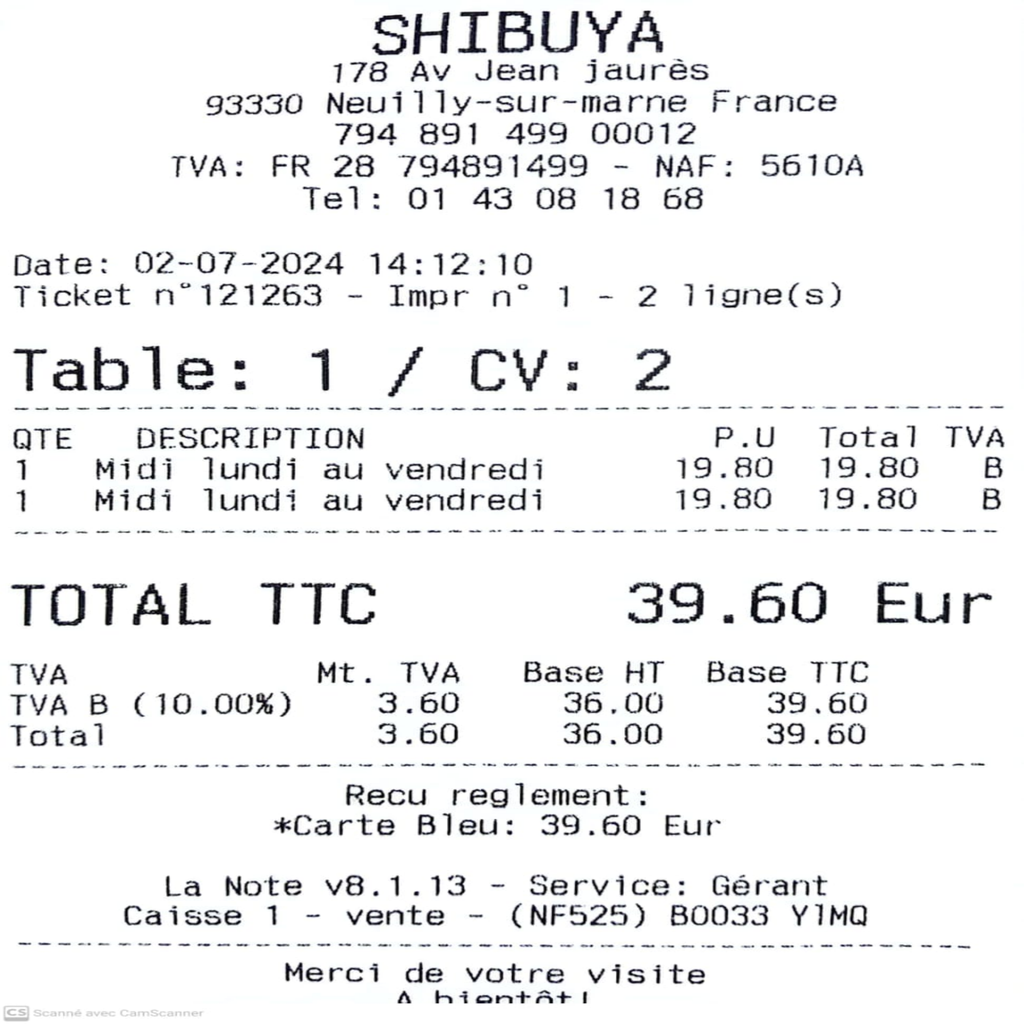 SHIBUYA
178 Av Jean jaurès
93330 Neuilly-sur-marne France
794 891 499 00012
TVA: FR 28 794891499 - NAF: 5610A
Tel: 01 43 08 18 68
Date: 02-07-2024 14:12:10
Ticket n°121263 - Impr n° 1 - 2 ligne(s)
Table: 1 / CV: 2
QTE DESCRIPTION P.U Total TVA
1 Midi lundi au vendredi 19.80 19.80 B
1 Midi lundi au vendredi 19.80 19.80 B
TOTAL TTC 39.60 Eur
TVA Mt. TVA Base HT Base TTC
TVA B (10.00%) 3.60 36.00 39.60
Total 3.60 36.00 39.60
Recu reglement:
*Carte Bleu: 39.60 Eur
La Note v8.1.13 - Service: Gérant
Caisse 1 - vente - (NF525) B0033 YlMQ
Merci de votre visite
A bientôt!
CS Scanné avec CamScanner